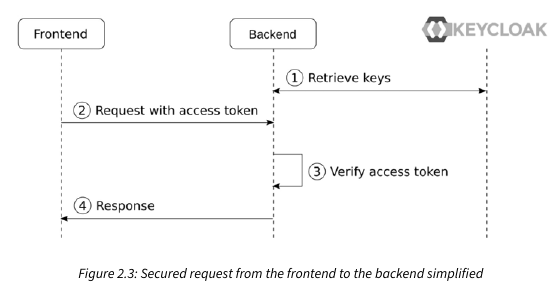 Frontend
Backend
KEYCLOAK
1 Retrieve keys
2 Request with access token
3 Verify access token
4 Response
Figure 2.3: Secured request from the frontend to the backend simplified